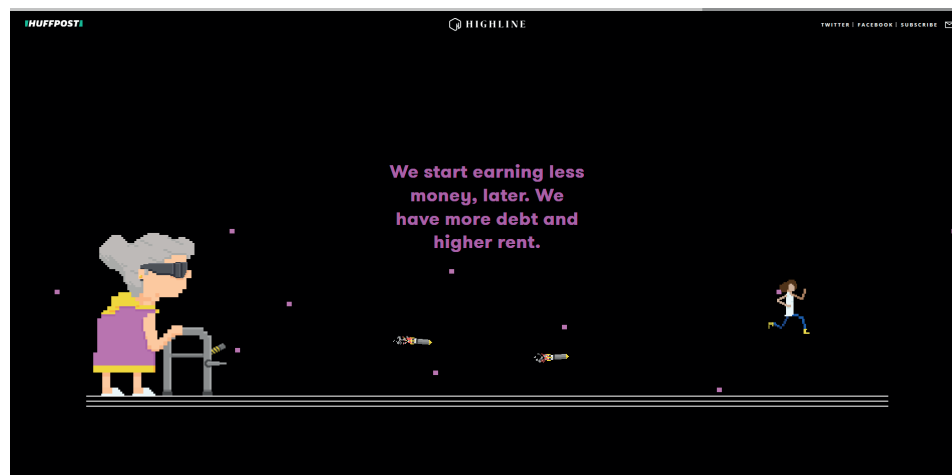 HUFFPOST
HIGHLINE
TWITTER | FACEBOOK | SUBSCRIBE
We start earning less
money, later. We
have more debt and
higher rent.